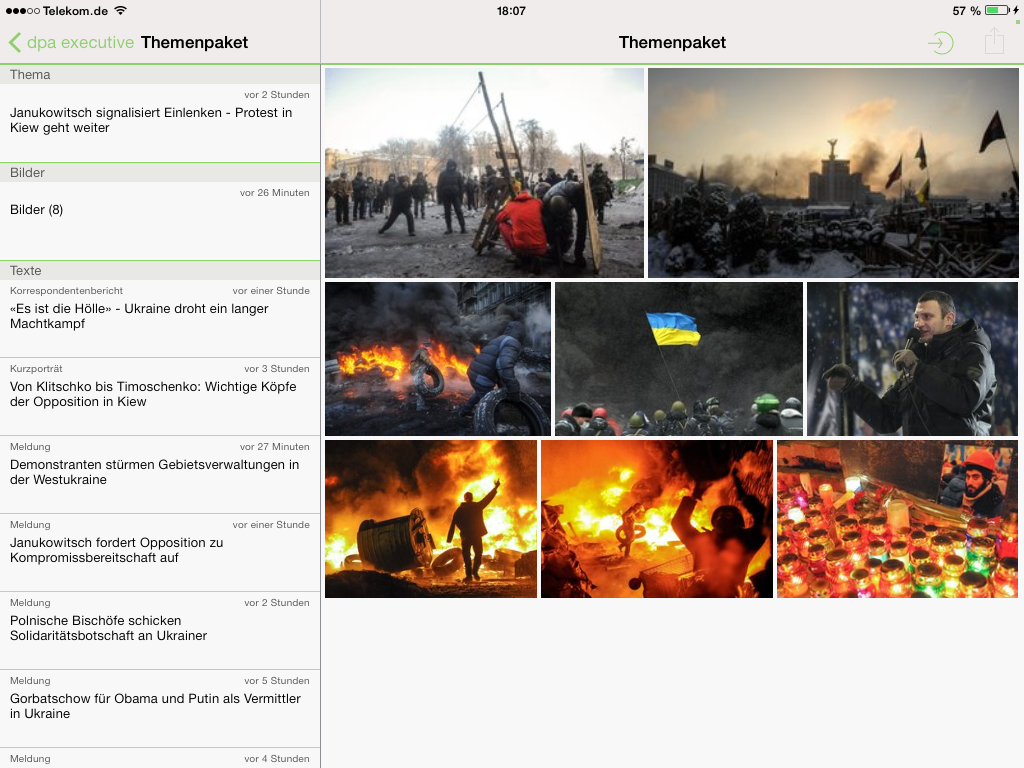 Telekom.de
18:07
57 %
dpa executive
Themenpaket
Themenpaket
Thema
vor 2 Stunden
Janukowitsch signalisiert Einlenken - Protest in
Kiew geht weiter
Bilder
vor 26 Minuten
Bilder (8)
Texte
Korrespondentenbericht
vor einer Stunde
«Es ist die Hölle» - Ukraine droht ein langer
Machtkampf
Kurzporträt
vor 3 Stunden
Von Klitschko bis Timoschenko: Wichtige Köpfe
der Opposition in Kiew
Meldung
vor 27 Minuten
Demonstranten stürmen Gebietsverwaltungen in
der Westukraine
Meldung
vor einer Stunde
Janukowitsch fordert Opposition zu
Kompromissbereitschaft auf
Meldung
vor 2 Stunden
Polnische Bischöfe schicken
Solidaritätsbotschaft an Ukrainer
Meldung
vor 5 Stunden
Gorbatschow für Obama und Putin als Vermittler
in Ukraine
Meldung
vor 4 Stunden